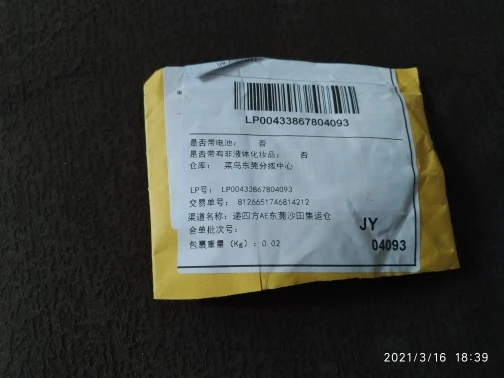 LP00433867804093
是否带电池： 否
是否带有非液体化妆品： 否
仓库： 菜鸟东莞分拨中心
LP号： LP00433867804093
交易单号： 8126651746814212
渠道名称： 递四方AE东莞沙田集运仓
合单批次号：
JY
包裹重量（Kg）： 0.02
04093
2021/3/16 18:39